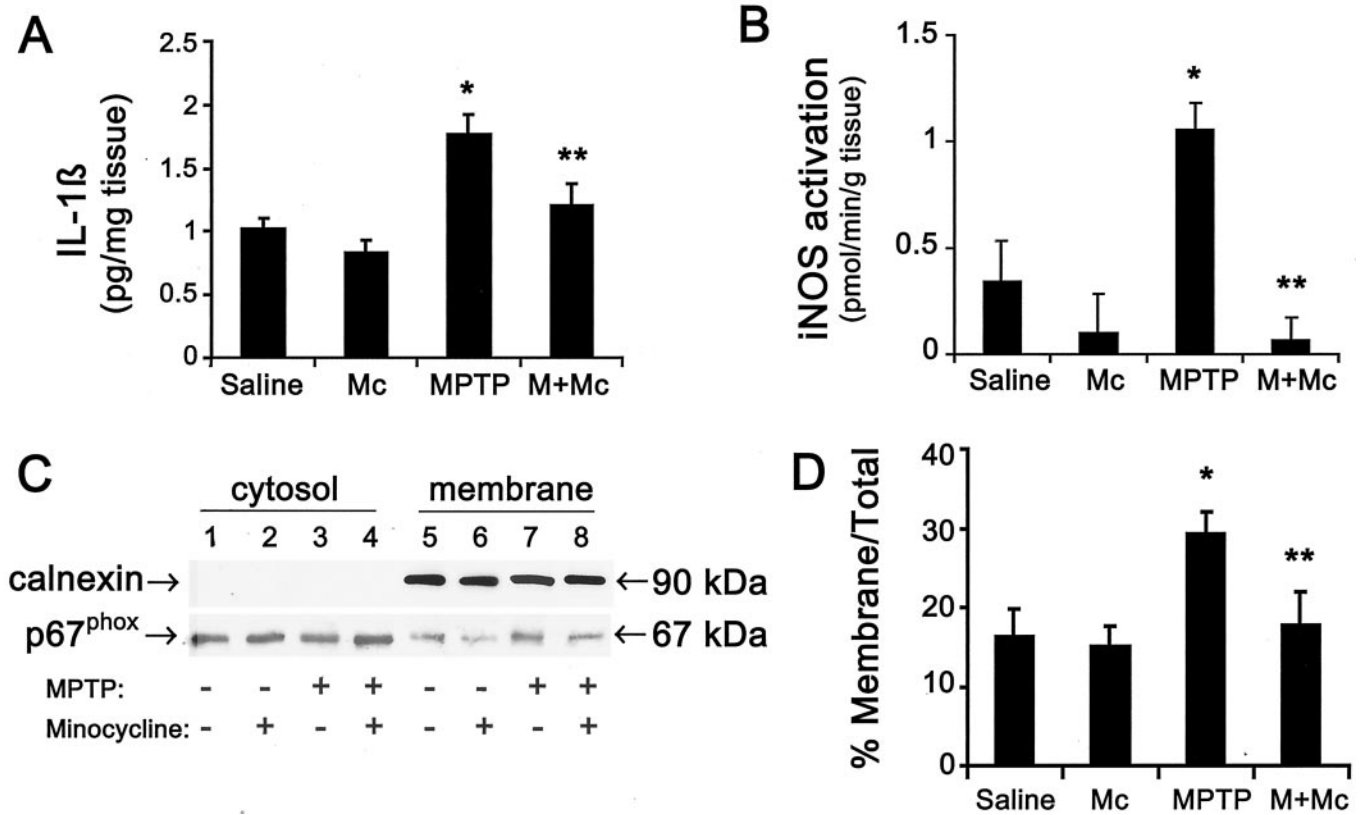 A
IL-1ß
(pg/mg tissue)
2.5
2
1.5
1
0.5
0
*
**
Saline Mc MPTP M+Mc
B
iNOS activation
(pmol/min/g tissue)
1.5
1
0.5
0
*
**
Saline Mc MPTP M+Mc
C
cytosol membrane
1 2 3 4 5 6 7 8
calnexin→ ←90 kDa
p67phox→ ←67 kDa
MPTP: - - + + - - + +
Minocycline: - + - + - + - +
D
% Membrane/Total
40
30
20
10
0
*
**
Saline Mc MPTP M+Mc